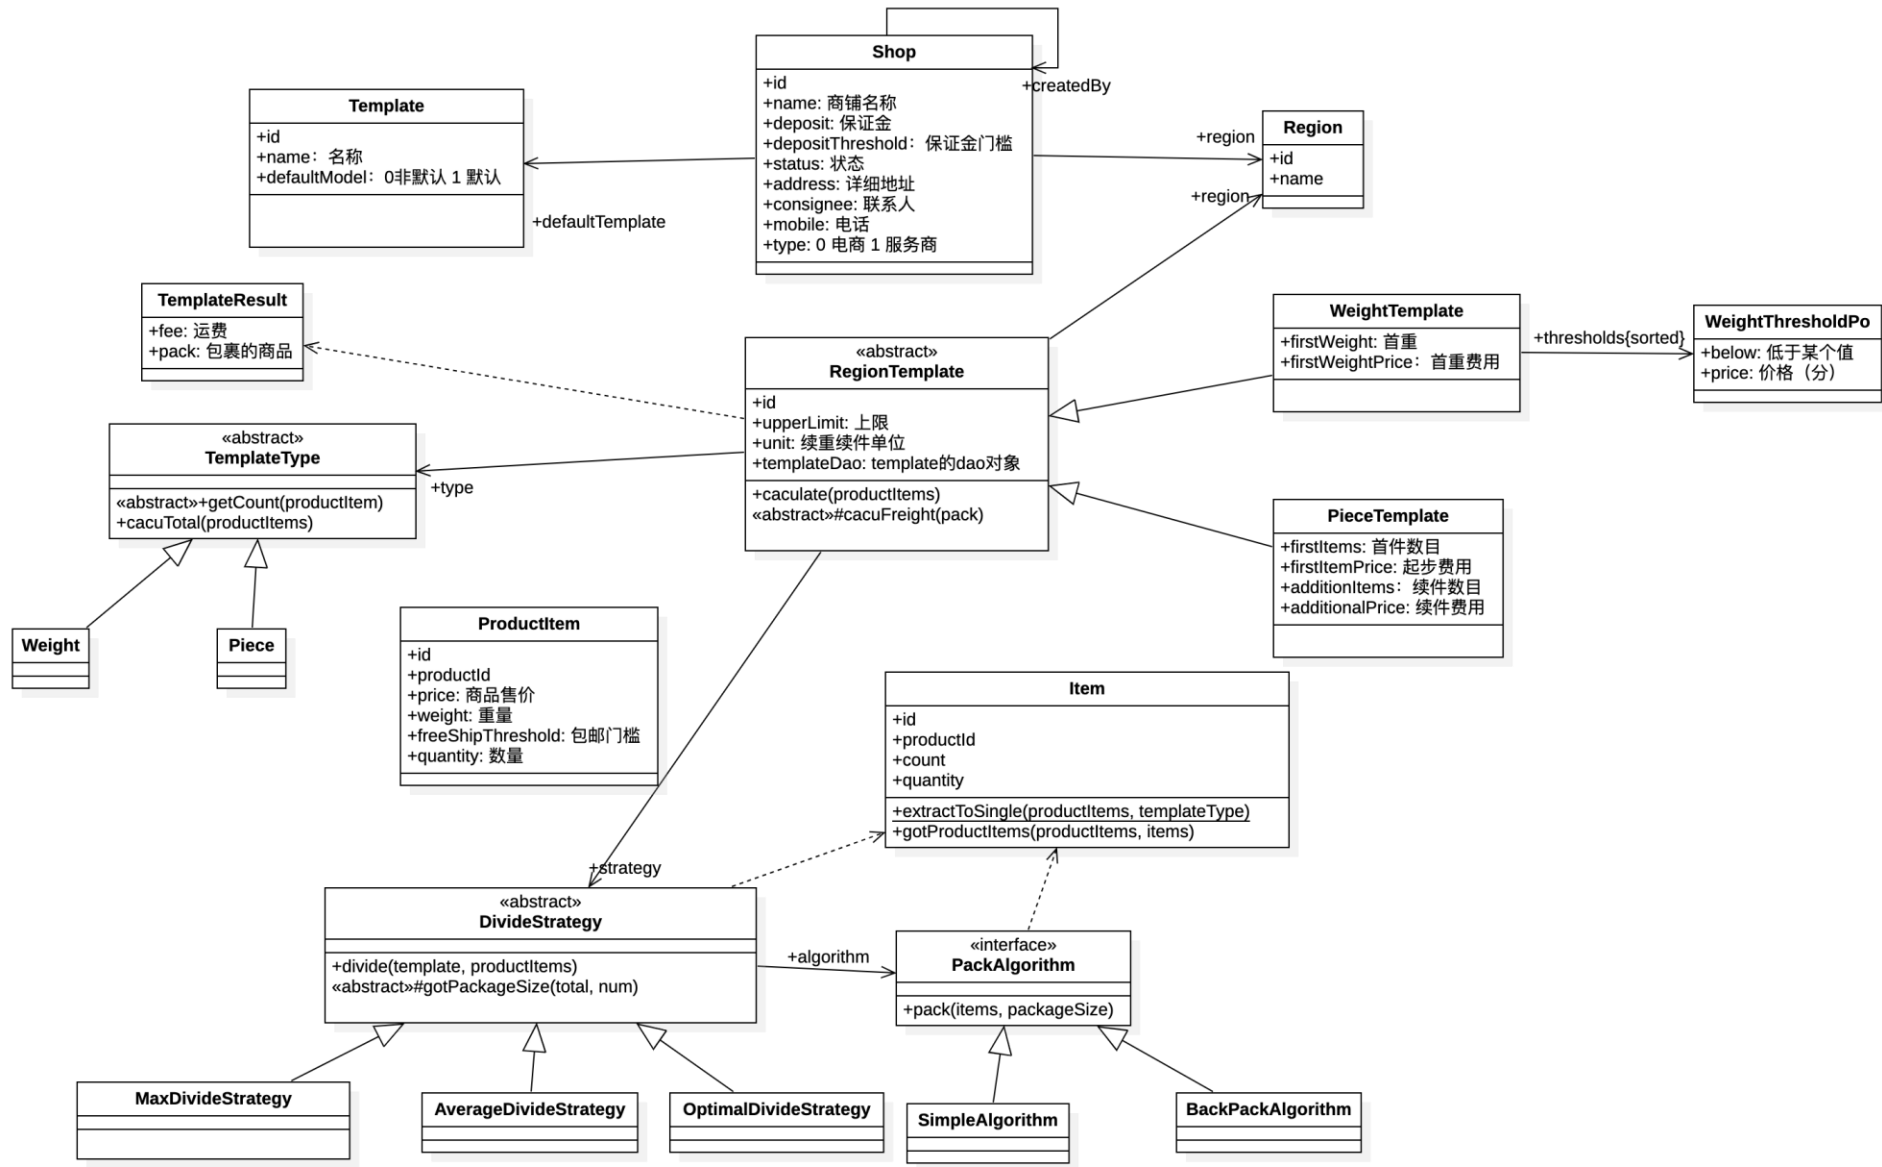 Shop
+id
+name: 商铺名称
+deposit: 保证金
+depositThreshold：保证金门槛
+status: 状态
+address: 详细地址
+consignee: 联系人
+mobile: 电话
+type: 0 电商 1 服务商
+createdBy
Template
+id
+name：名称
+defaultModel：0非默认 1 默认
+defaultTemplate
+region
Region
+id
+name
+region
TemplateResult
+fee: 运费
+pack: 包裹的商品
«abstract»
RegionTemplate
+id
+upperLimit: 上限
+unit: 续重续件单位
+templateDao: template的dao对象
+caculate(productItems)
«abstract»#cacuFreight(pack)
WeightTemplate
+firstWeight: 首重
+firstWeightPrice：首重费用
+thresholds{sorted}
WeightThresholdPo
+below: 低于某个值
+price: 价格（分）
«abstract»
TemplateType
«abstract»+getCount(productItem)
+cacuTotal(productItems)
+type
PieceTemplate
+firstItems: 首件数目
+firstItemPrice: 起步费用
+additionItems：续件数目
+additionalPrice: 续件费用
Weight
Piece
ProductItem
+id
+productId
+price: 商品售价
+weight: 重量
+freeShipThreshold: 包邮门槛
+quantity: 数量
Item
+id
+productId
+count
+quantity
+extractToSingle(productItems, templateType)
+gotProductItems(productItems, items)
+strategy
«abstract»
DivideStrategy
+divide(template, productItems)
«abstract»#gotPackageSize(total, num)
+algorithm
«interface»
PackAlgorithm
+pack(items, packageSize)
MaxDivideStrategy
AverageDivideStrategy
OptimalDivideStrategy
SimpleAlgorithm
BackPackAlgorithm